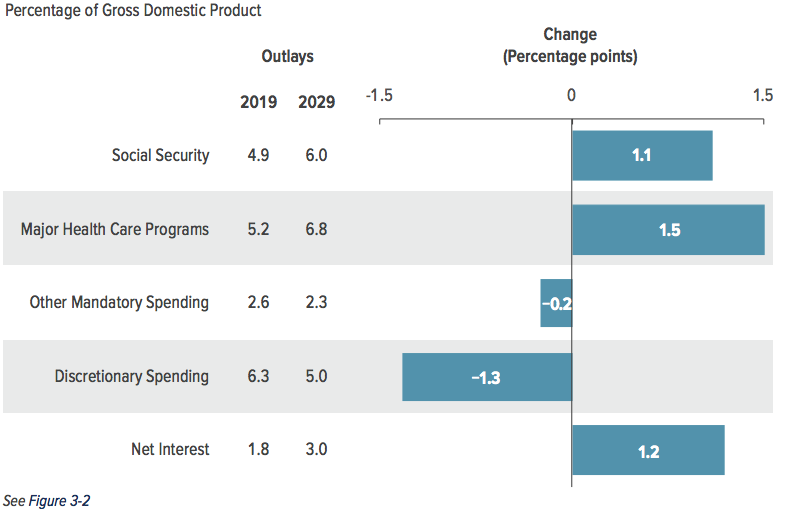 Percentage of Gross Domestic Product
Change
Outlays (Percentage points)
2019 2029 -1.5 0 1.5
Social Security 4.9 6.0 1.1
Major Health Care Programs 5.2 6.8 1.5
Other Mandatory Spending 2.6 2.3 −0.2
Discretionary Spending 6.3 5.0 −1.3
Net Interest 1.8 3.0 1.2
See Figure 3-2